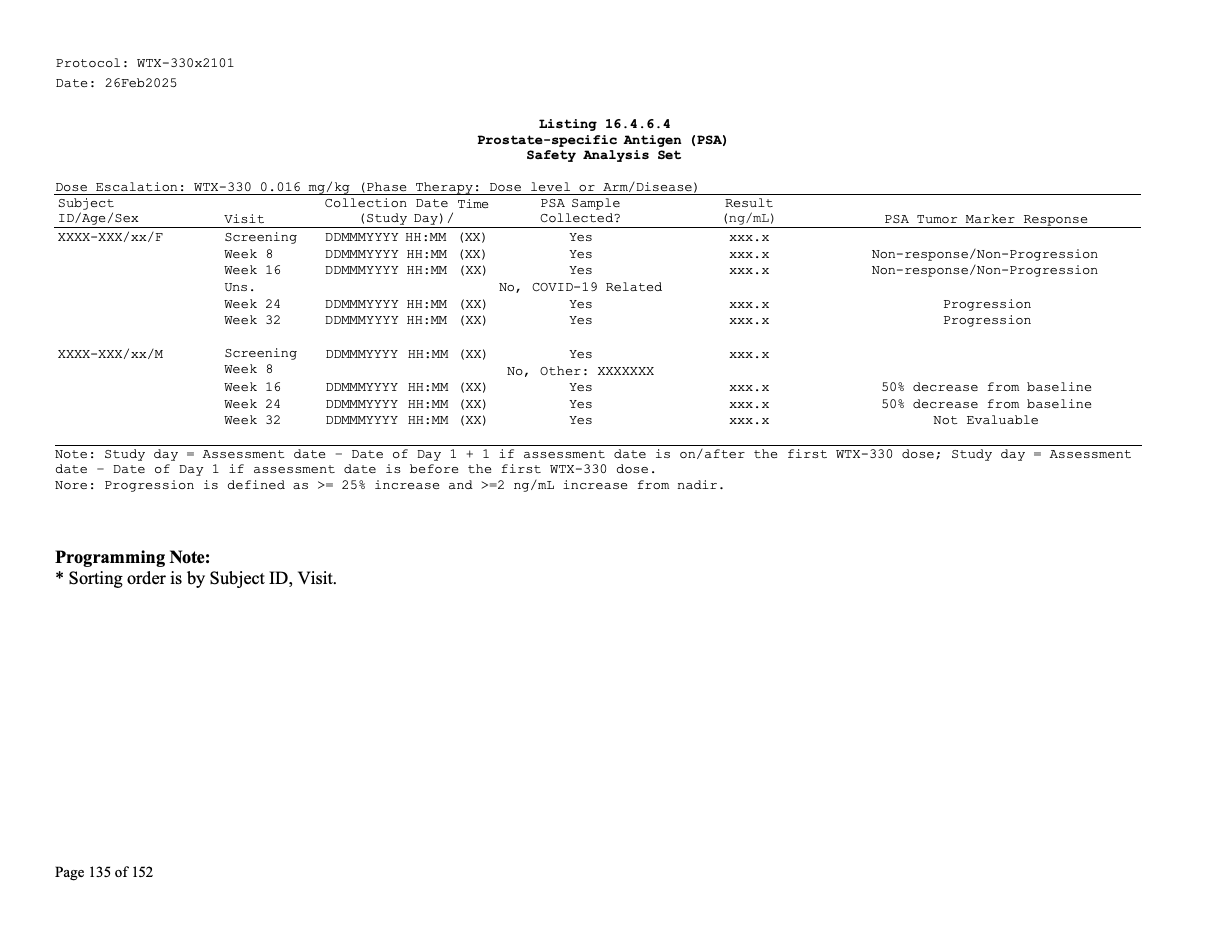 Protocol: WTX-330x2101
Date: 26Feb2025
Listing 16.4.6.4
Prostate-specific Antigen (PSA)
Safety Analysis Set
Dose Escalation: WTX-330 0.016 mg/kg (Phase Therapy: Dose level or Arm/Disease)
Subject Collection Date Time PSA Sample Result
ID/Age/Sex Visit (Study Day)/ Collected? (ng/mL) PSA Tumor Marker Response
XXXX-XXX/xx/F Screening DDMMMYYYY HH:MM (XX) Yes xxx.x
Week 8 DDMMMYYYY HH:MM (XX) Yes xxx.x Non-response/Non-Progression
Week 16 DDMMMYYYY HH:MM (XX) Yes xxx.x Non-response/Non-Progression
Uns. No, COVID-19 Related
Week 24 DDMMMYYYY HH:MM (XX) Yes xxx.x Progression
Week 32 DDMMMYYYY HH:MM (XX) Yes xxx.x Progression
XXXX-XXX/xx/M Screening DDMMMYYYY HH:MM (XX) Yes xxx.x
Week 8 No, Other: XXXXXXX
Week 16 DDMMMYYYY HH:MM (XX) Yes xxx.x 50% decrease from baseline
Week 24 DDMMMYYYY HH:MM (XX) Yes xxx.x 50% decrease from baseline
Week 32 DDMMMYYYY HH:MM (XX) Yes xxx.x Not Evaluable
Note: Study day = Assessment date – Date of Day 1 + 1 if assessment date is on/after the first WTX-330 dose; Study day = Assessment
date – Date of Day 1 if assessment date is before the first WTX-330 dose.
Nore: Progression is defined as >= 25% increase and >=2 ng/mL increase from nadir.
Programming Note:
* Sorting order is by Subject ID, Visit.
Page 135 of 152